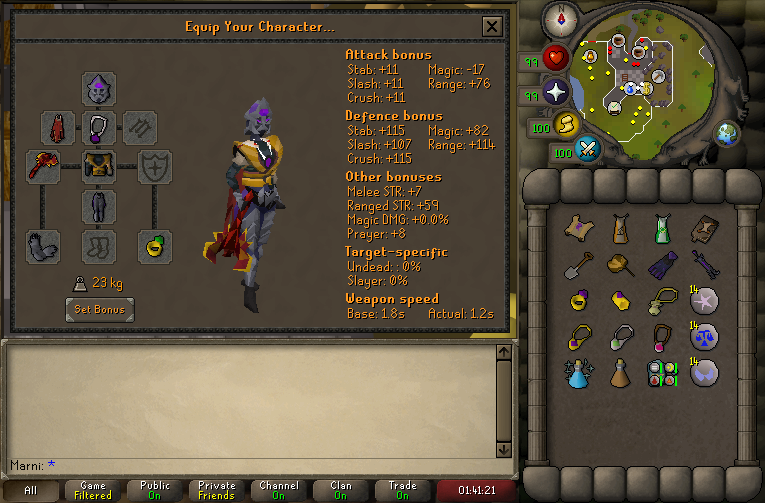 Equip Your Character...
Attack bonus
Stab: +11 Magic: -17
Slash: +11 Range: +76
Crush: +11
Defence bonus
Stab: +115 Magic: +82
Slash: +107 Range: +114
Crush: +115
Other bonuses
Melee STR: +7
Ranged STR: +59
Magic DMG: +0.0%
Prayer: +8
Target-specific
Undead: : 0%
Slayer: 0%
Weapon speed
Base: 1.8s Actual: 1.2s
23 kg
Set Bonus
99
99
100
100
14
14
14
Marni: *
All
Game
Filtered
Public
On
Private
Friends
Channel
On
Clan
On
Trade
On
01:41:21